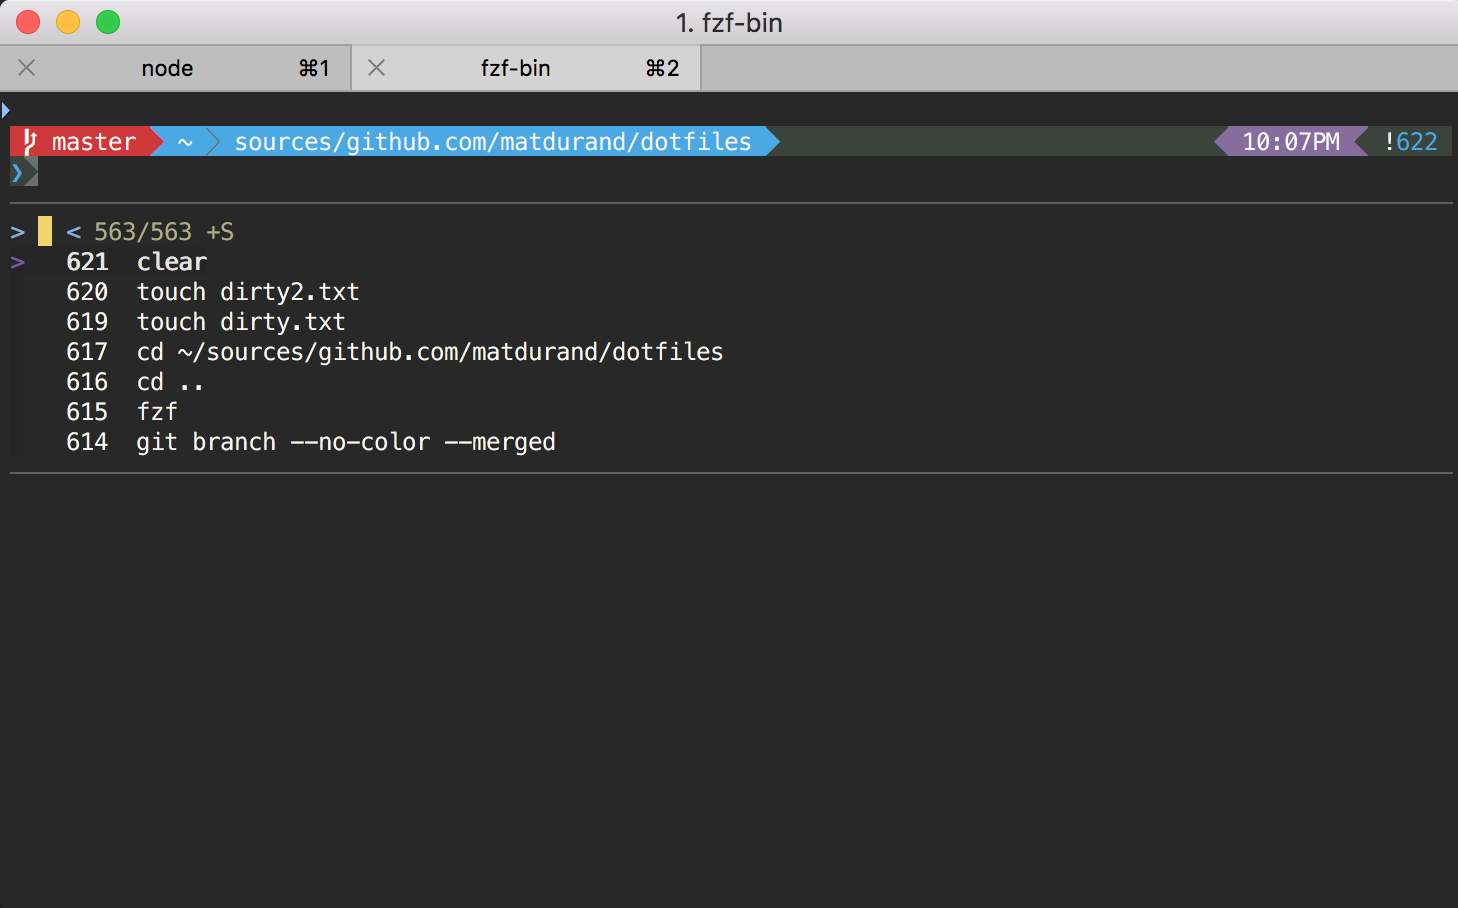 1. fzf-bin
node ⌘1 fzf-bin ⌘2
master ~ sources/github.com/matdurand/dotfiles 10:07PM !622
❯
> < 563/563 +S
> 621 clear
620 touch dirty2.txt
619 touch dirty.txt
617 cd ~/sources/github.com/matdurand/dotfiles
616 cd ..
615 fzf
614 git branch --no-color --merged